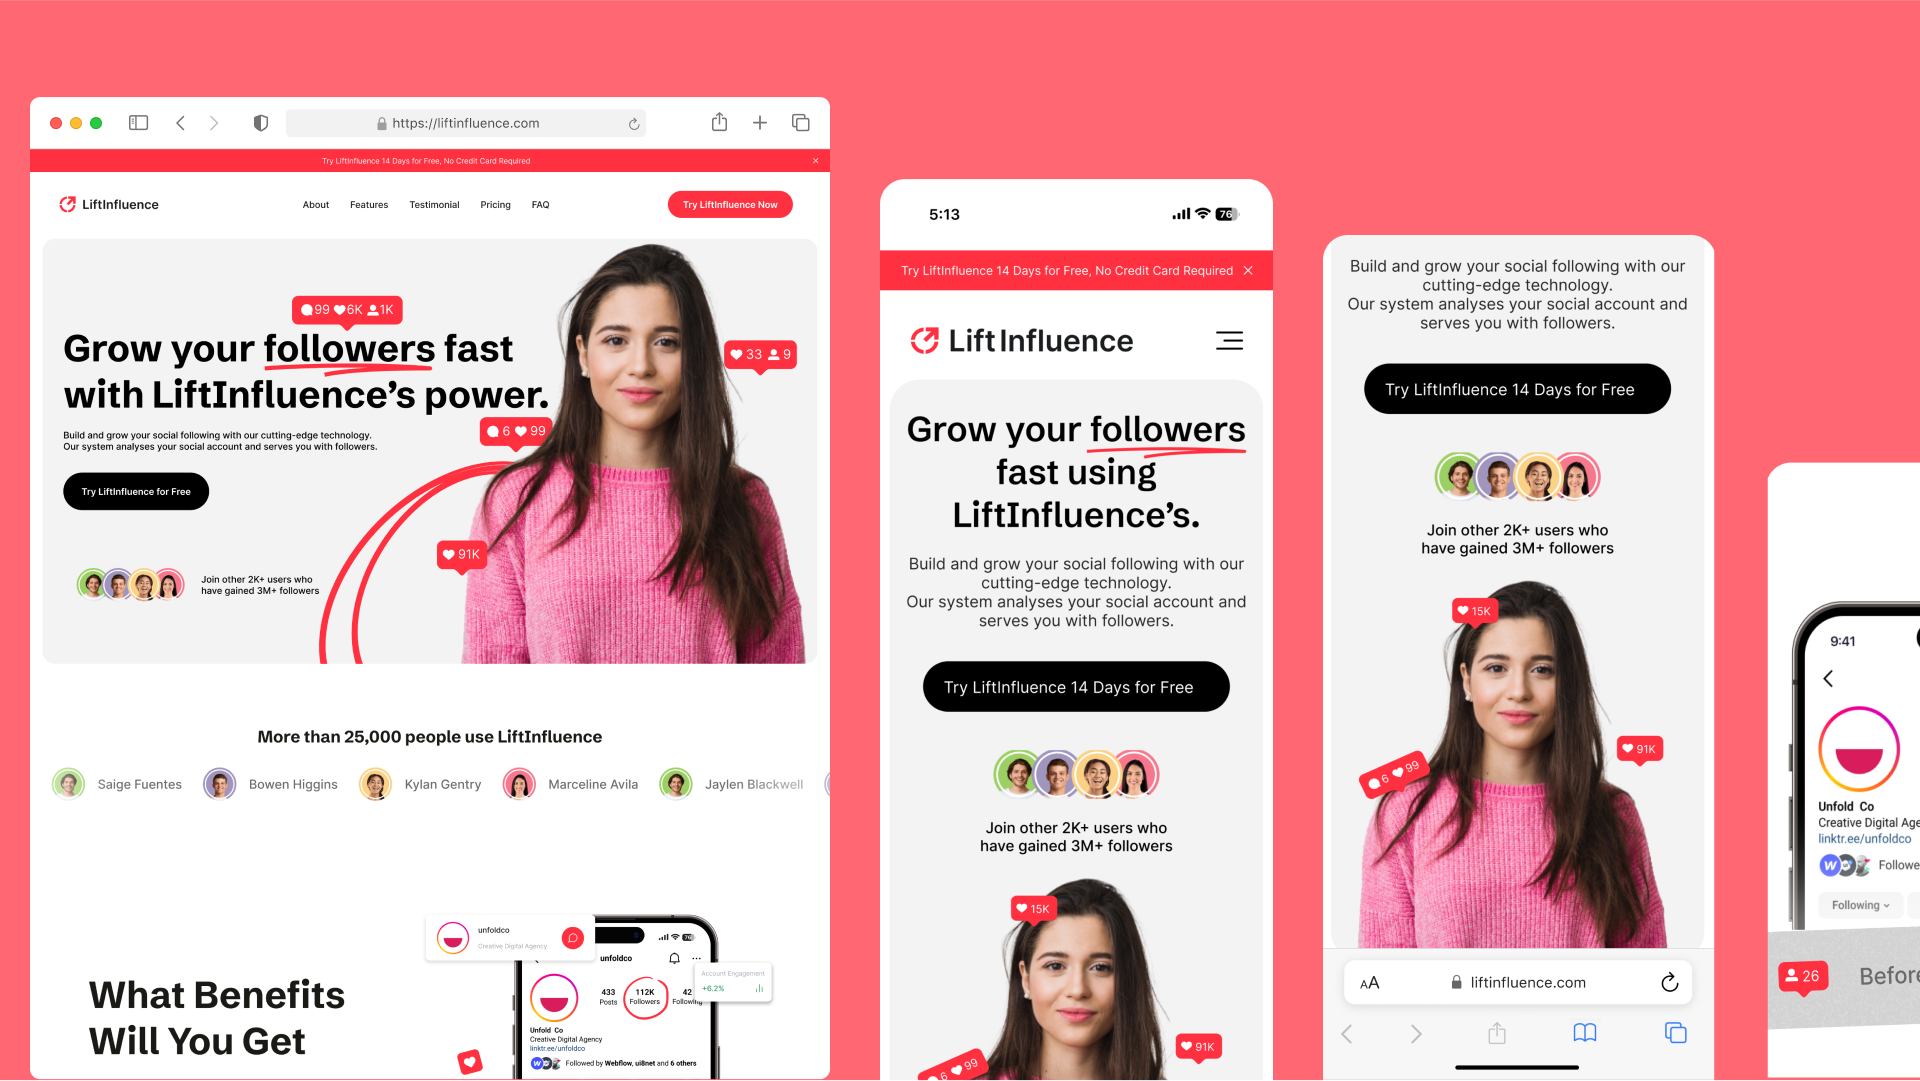 https://liftinfluence.com
Try LiftInfluence 14 Days for Free, No Credit Card Required
LiftInfluence
About
Features
Testimonial
Pricing
FAQ
Try LiftInfluence Now
99 6K 1K
Grow your followers fast
with LiftInfluence’s power.
33 9
6 99
Build and grow your social following with our cutting-edge technology.
Our system analyses your social account and serves you with followers.
Try LiftInfluence for Free
91K
Join other 2K+ users who
have gained 3M+ followers
More than 25,000 people use LiftInfluence
Saige Fuentes
Bowen Higgins
Kylan Gentry
Marceline Avila
Jaylen Blackwell
What Benefits
Will You Get
unfoldco
Creative Digital Agency
unfoldco
Account Engagement
+6.2%
433
Posts
112K
Followers
42
Following
Unfold Co
Creative Digital Agency
linktr.ee/unfoldco
Followed by Webflow, ui8net and 6 others
5:13
76
Try LiftInfluence 14 Days for Free, No Credit Card Required
LiftInfluence
Grow your followers
fast using
LiftInfluence’s.
Build and grow your social following with our
cutting-edge technology.
Our system analyses your social account and
serves you with followers.
Try LiftInfluence 14 Days for Free
Join other 2K+ users who
have gained 3M+ followers
15K
91K
6 99
Build and grow your social following with our
cutting-edge technology.
Our system analyses your social account and
serves you with followers.
Try LiftInfluence 14 Days for Free
Join other 2K+ users who
have gained 3M+ followers
15K
91K
6 99
AA
liftinfluence.com
9:41
Unfold Co
Creative Digital Age
linktr.ee/unfoldco
Followe
Following
26
Before